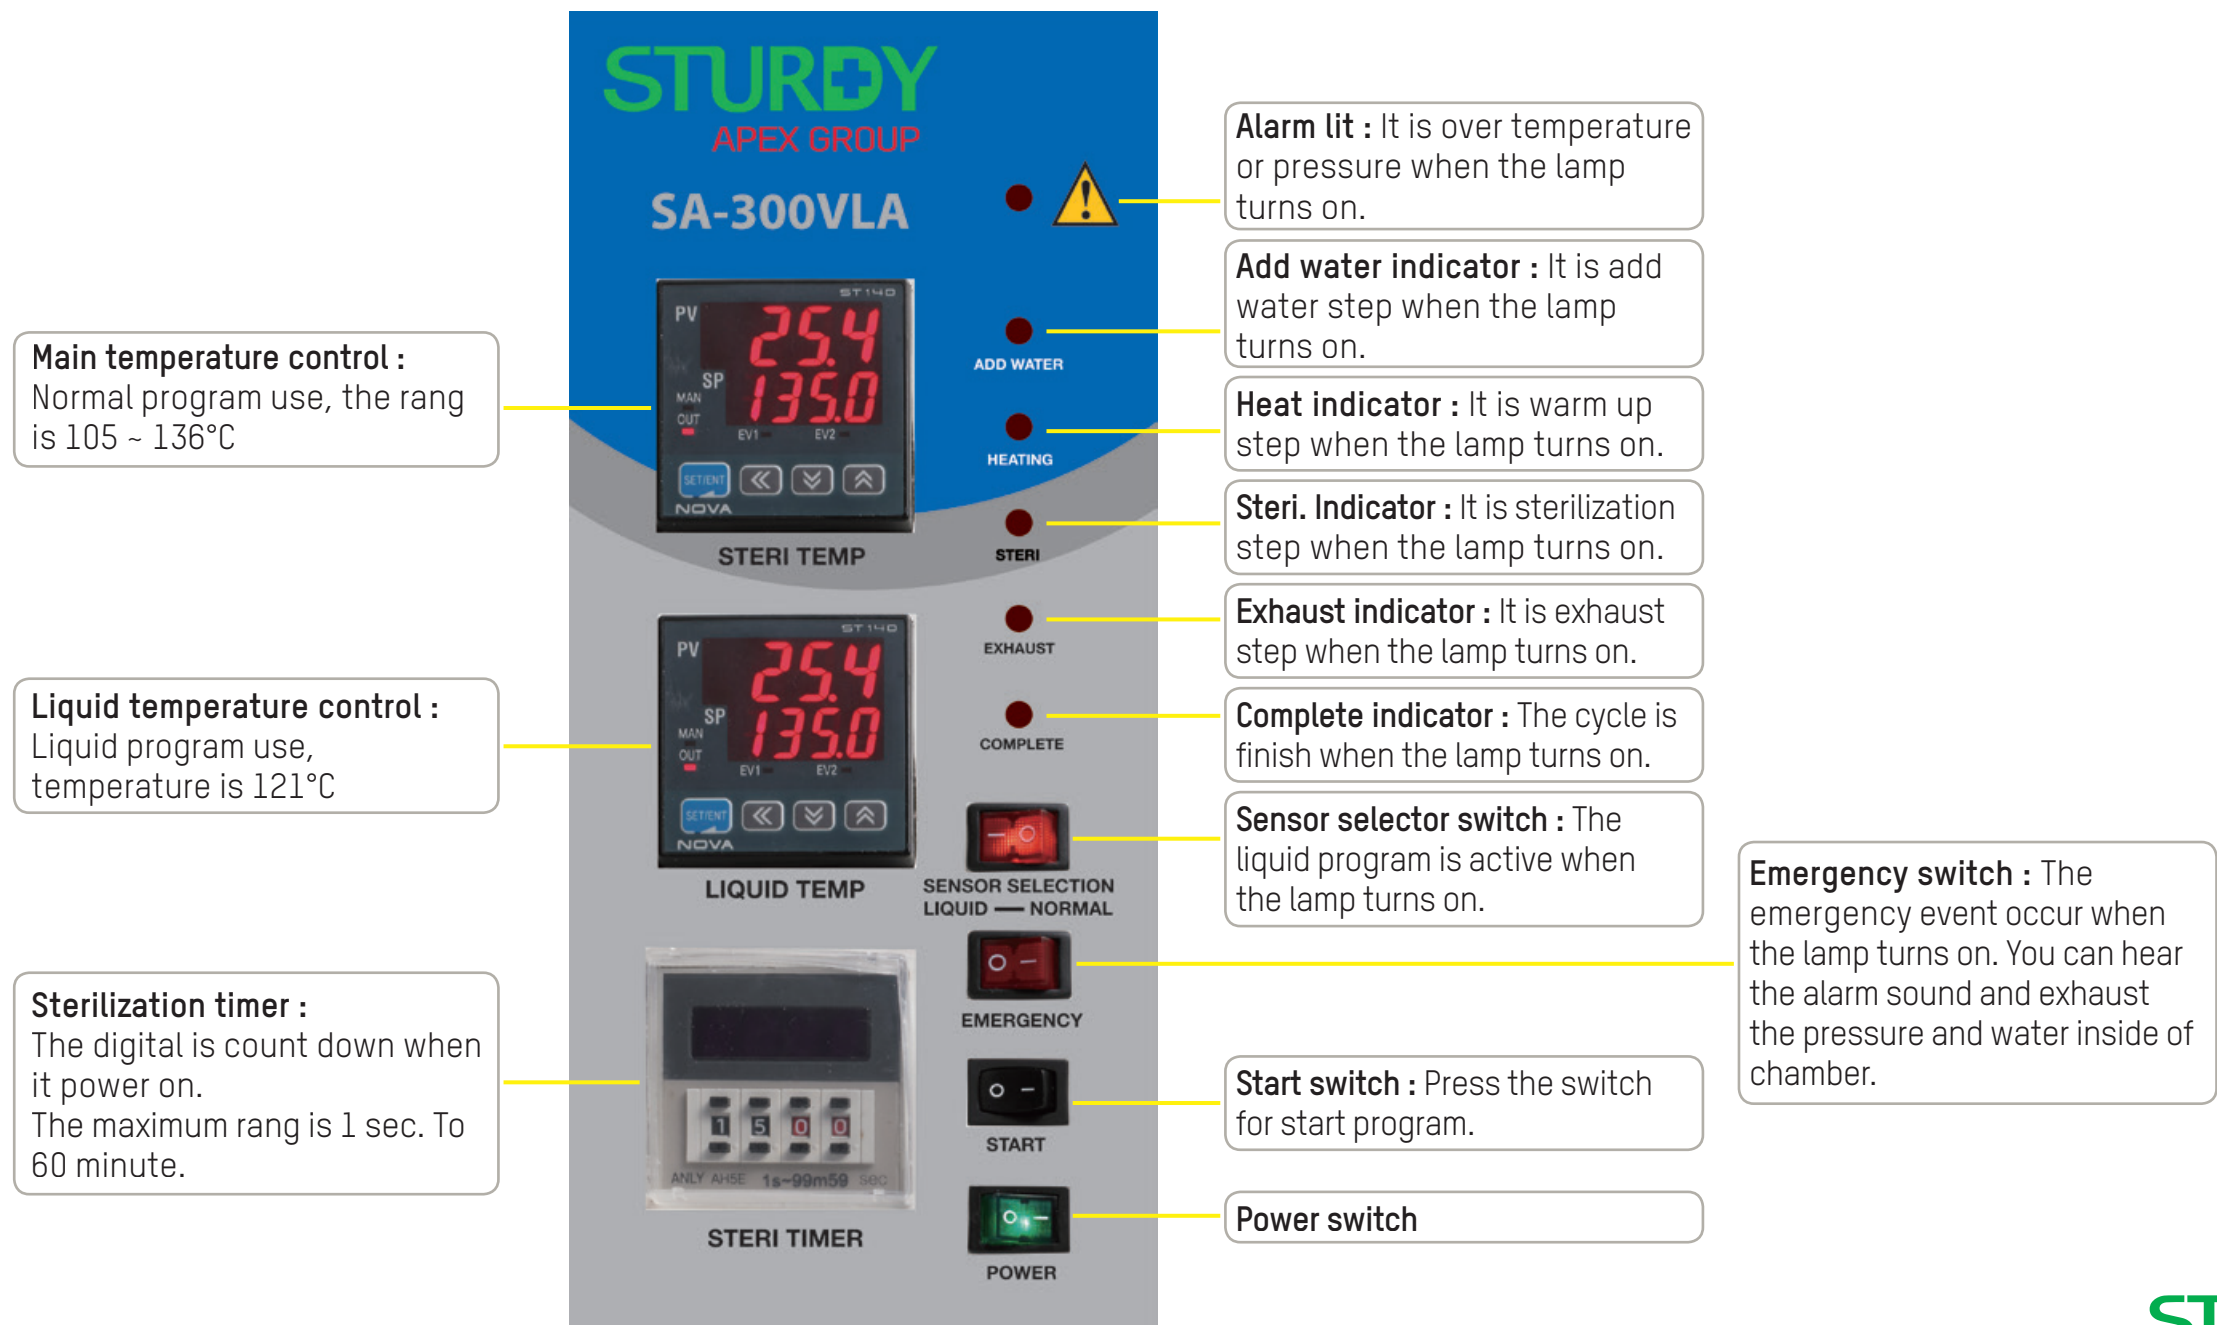 STURDY
APEX GROUP
SA-300VLA
ST140
PV
25.4
SP
135.0
MAN
OUT
EV1
EV2
SET/ENT
NOVA
STERI TEMP
ST140
PV
25.4
SP
135.0
MAN
OUT
EV1
EV2
SET/ENT
NOVA
LIQUID TEMP
1 5 0 0
ANLY AH5E 1s~99m59 sec
STERI TIMER
ADD WATER
HEATING
STERI
EXHAUST
COMPLETE
SENSOR SELECTION
LIQUID — NORMAL
EMERGENCY
START
POWER
Main temperature control :
Normal program use, the rang
is 105 ~ 136°C
Liquid temperature control :
Liquid program use,
temperature is 121°C
Sterilization timer :
The digital is count down when
it power on.
The maximum rang is 1 sec. To
60 minute.
Alarm lit : It is over temperature
or pressure when the lamp
turns on.
Add water indicator : It is add
water step when the lamp
turns on.
Heat indicator : It is warm up
step when the lamp turns on.
Steri. Indicator : It is sterilization
step when the lamp turns on.
Exhaust indicator : It is exhaust
step when the lamp turns on.
Complete indicator : The cycle is
finish when the lamp turns on.
Sensor selector switch : The
liquid program is active when
the lamp turns on.
Emergency switch : The
emergency event occur when
the lamp turns on. You can hear
the alarm sound and exhaust
the pressure and water inside of
chamber.
Start switch : Press the switch
for start program.
Power switch